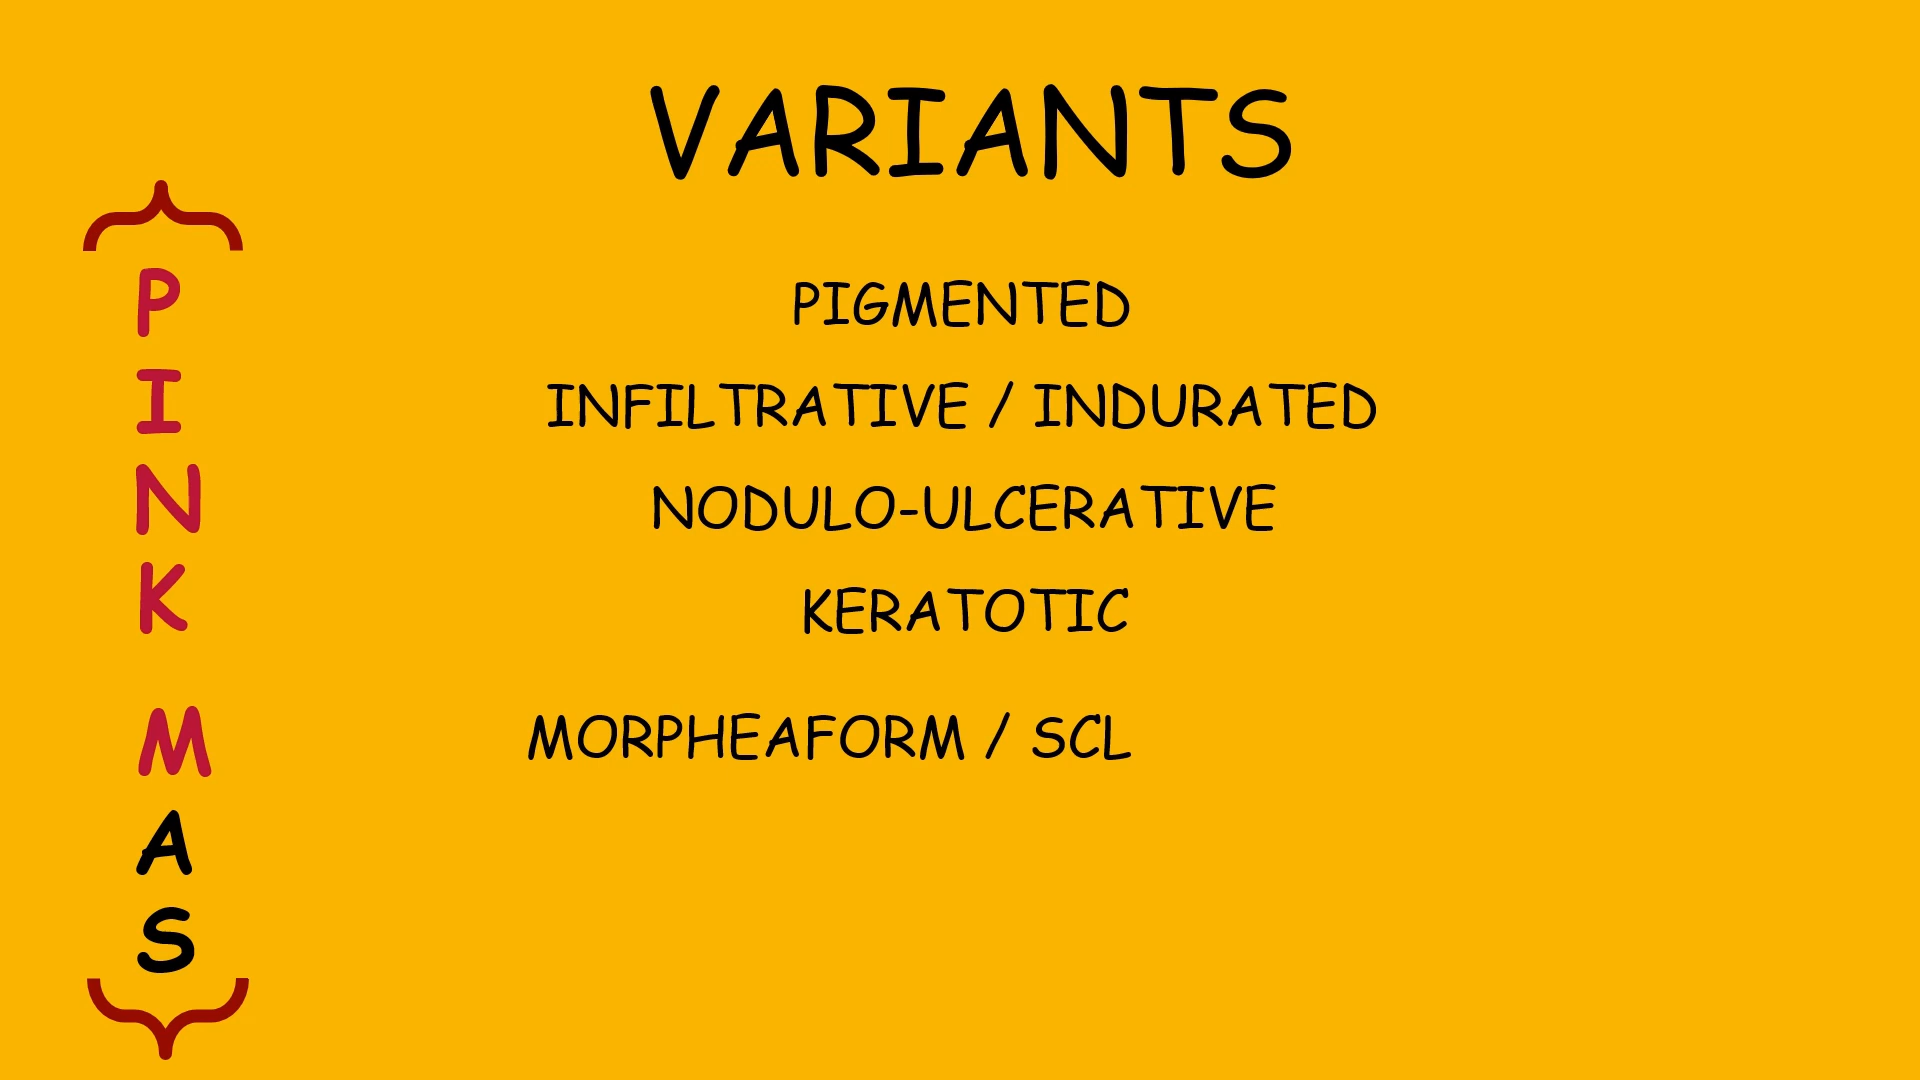 VARIANTS
P
I
N
K
M
A
S
PIGMENTED
INFILTRATIVE / INDURATED
NODULO-ULCERATIVE
KERATOTIC
MORPHEAFORM / SCL